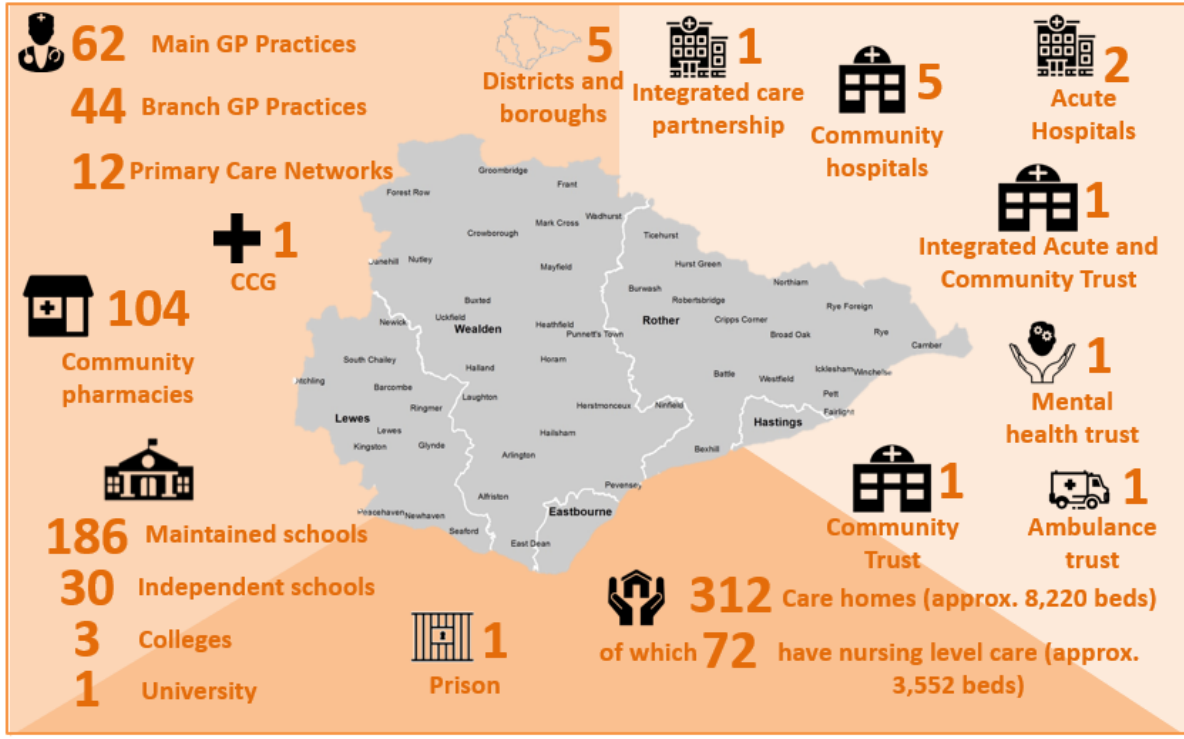 62 Main GP Practices
44 Branch GP Practices
12 Primary Care Networks
1
CCG
104
Community
pharmacies
186 Maintained schools
30 Independent schools
3 Colleges
1 University
5
Districts and
boroughs
1
Integrated care
partnership
5
Community
hospitals
2
Acute
Hospitals
1
Integrated Acute and
Community Trust
1
Mental
health trust
1
Community
Trust
1
Ambulance
trust
312 Care homes (approx. 8,220 beds)
of which 72 have nursing level care (approx.
3,552 beds)
1
Prison
Groombridge
Forest Row
Frant
Mark Cross
Wadhurst
Crowborough
Nutley
Mayfield
Buxted
Uckfield
Wealden
Heathfield
Punnett's Town
Newick
South Chailey
Halland
Horam
Barcombe
Laughton
Ringmer
Herstmonceux
Lewes
Lewes
Kingston
Glynde
Hailsham
Arlington
Alfriston
Newhaven
Seaford
East Dean
Eastbourne
Pevensey
Ticehurst
Hurst Green
Burwash
Robertsbridge
Northiam
Rother
Cripps Corner
Rye Foreign
Broad Oak
Rye
Camber
Battle
Westfield
Icklesham
Pett
Fairlight
Ninfield
Hastings
Bexhill